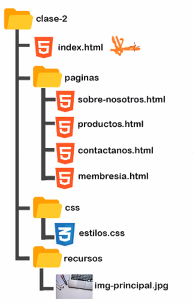 clase-2
index.html
paginas
sobre-nosotros.html
productos.html
contactanos.html
membresia.html
css
estilos.css
recursos
img-principal.jpg